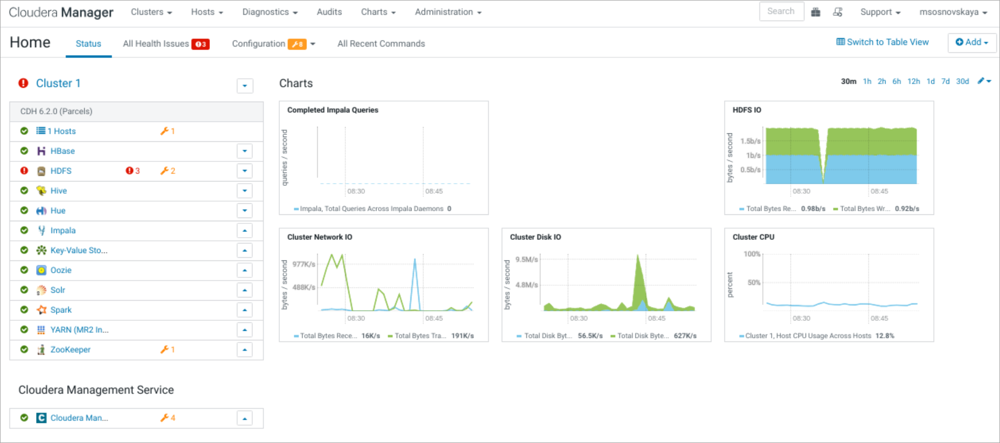 Cloudera Manager Clusters Hosts Diagnostics Audits Charts Administration Search Support msosnovskaya
Home Status All Health Issues 3 Configuration 8 All Recent Commands Switch to Table View Add
Cluster 1
CDH 6.2.0 (Parcels)
1 Hosts 1
HBase
HDFS 3 2
Hive
Hue
Impala
Key-Value Sto...
Oozie
Solr
Spark
YARN (MR2 In...
ZooKeeper 1
Cloudera Management Service
Cloudera Man... 4
Charts 30m 1h 2h 6h 12h 1d 7d 30d
Completed Impala Queries
queries / second
08:30 08:45
Impala, Total Queries Across Impala Daemons 0
HDFS IO
bytes / second
1.5b/s
1b/s
0.5b/s
08:30 08:45
Total Bytes Re... 0.98b/s Total Bytes Wr... 0.92b/s
Cluster Network IO
bytes / second
977K/s
488K/s
08:30 08:45
Total Bytes Rece... 16K/s Total Bytes Tra... 191K/s
Cluster Disk IO
bytes / second
9.5M/s
4.8M/s
08:30 08:45
Total Disk Byt... 56.5K/s Total Disk Byte... 627K/s
Cluster CPU
percent
100%
50%
08:30 08:45
Cluster 1, Host CPU Usage Across Hosts 12.8%